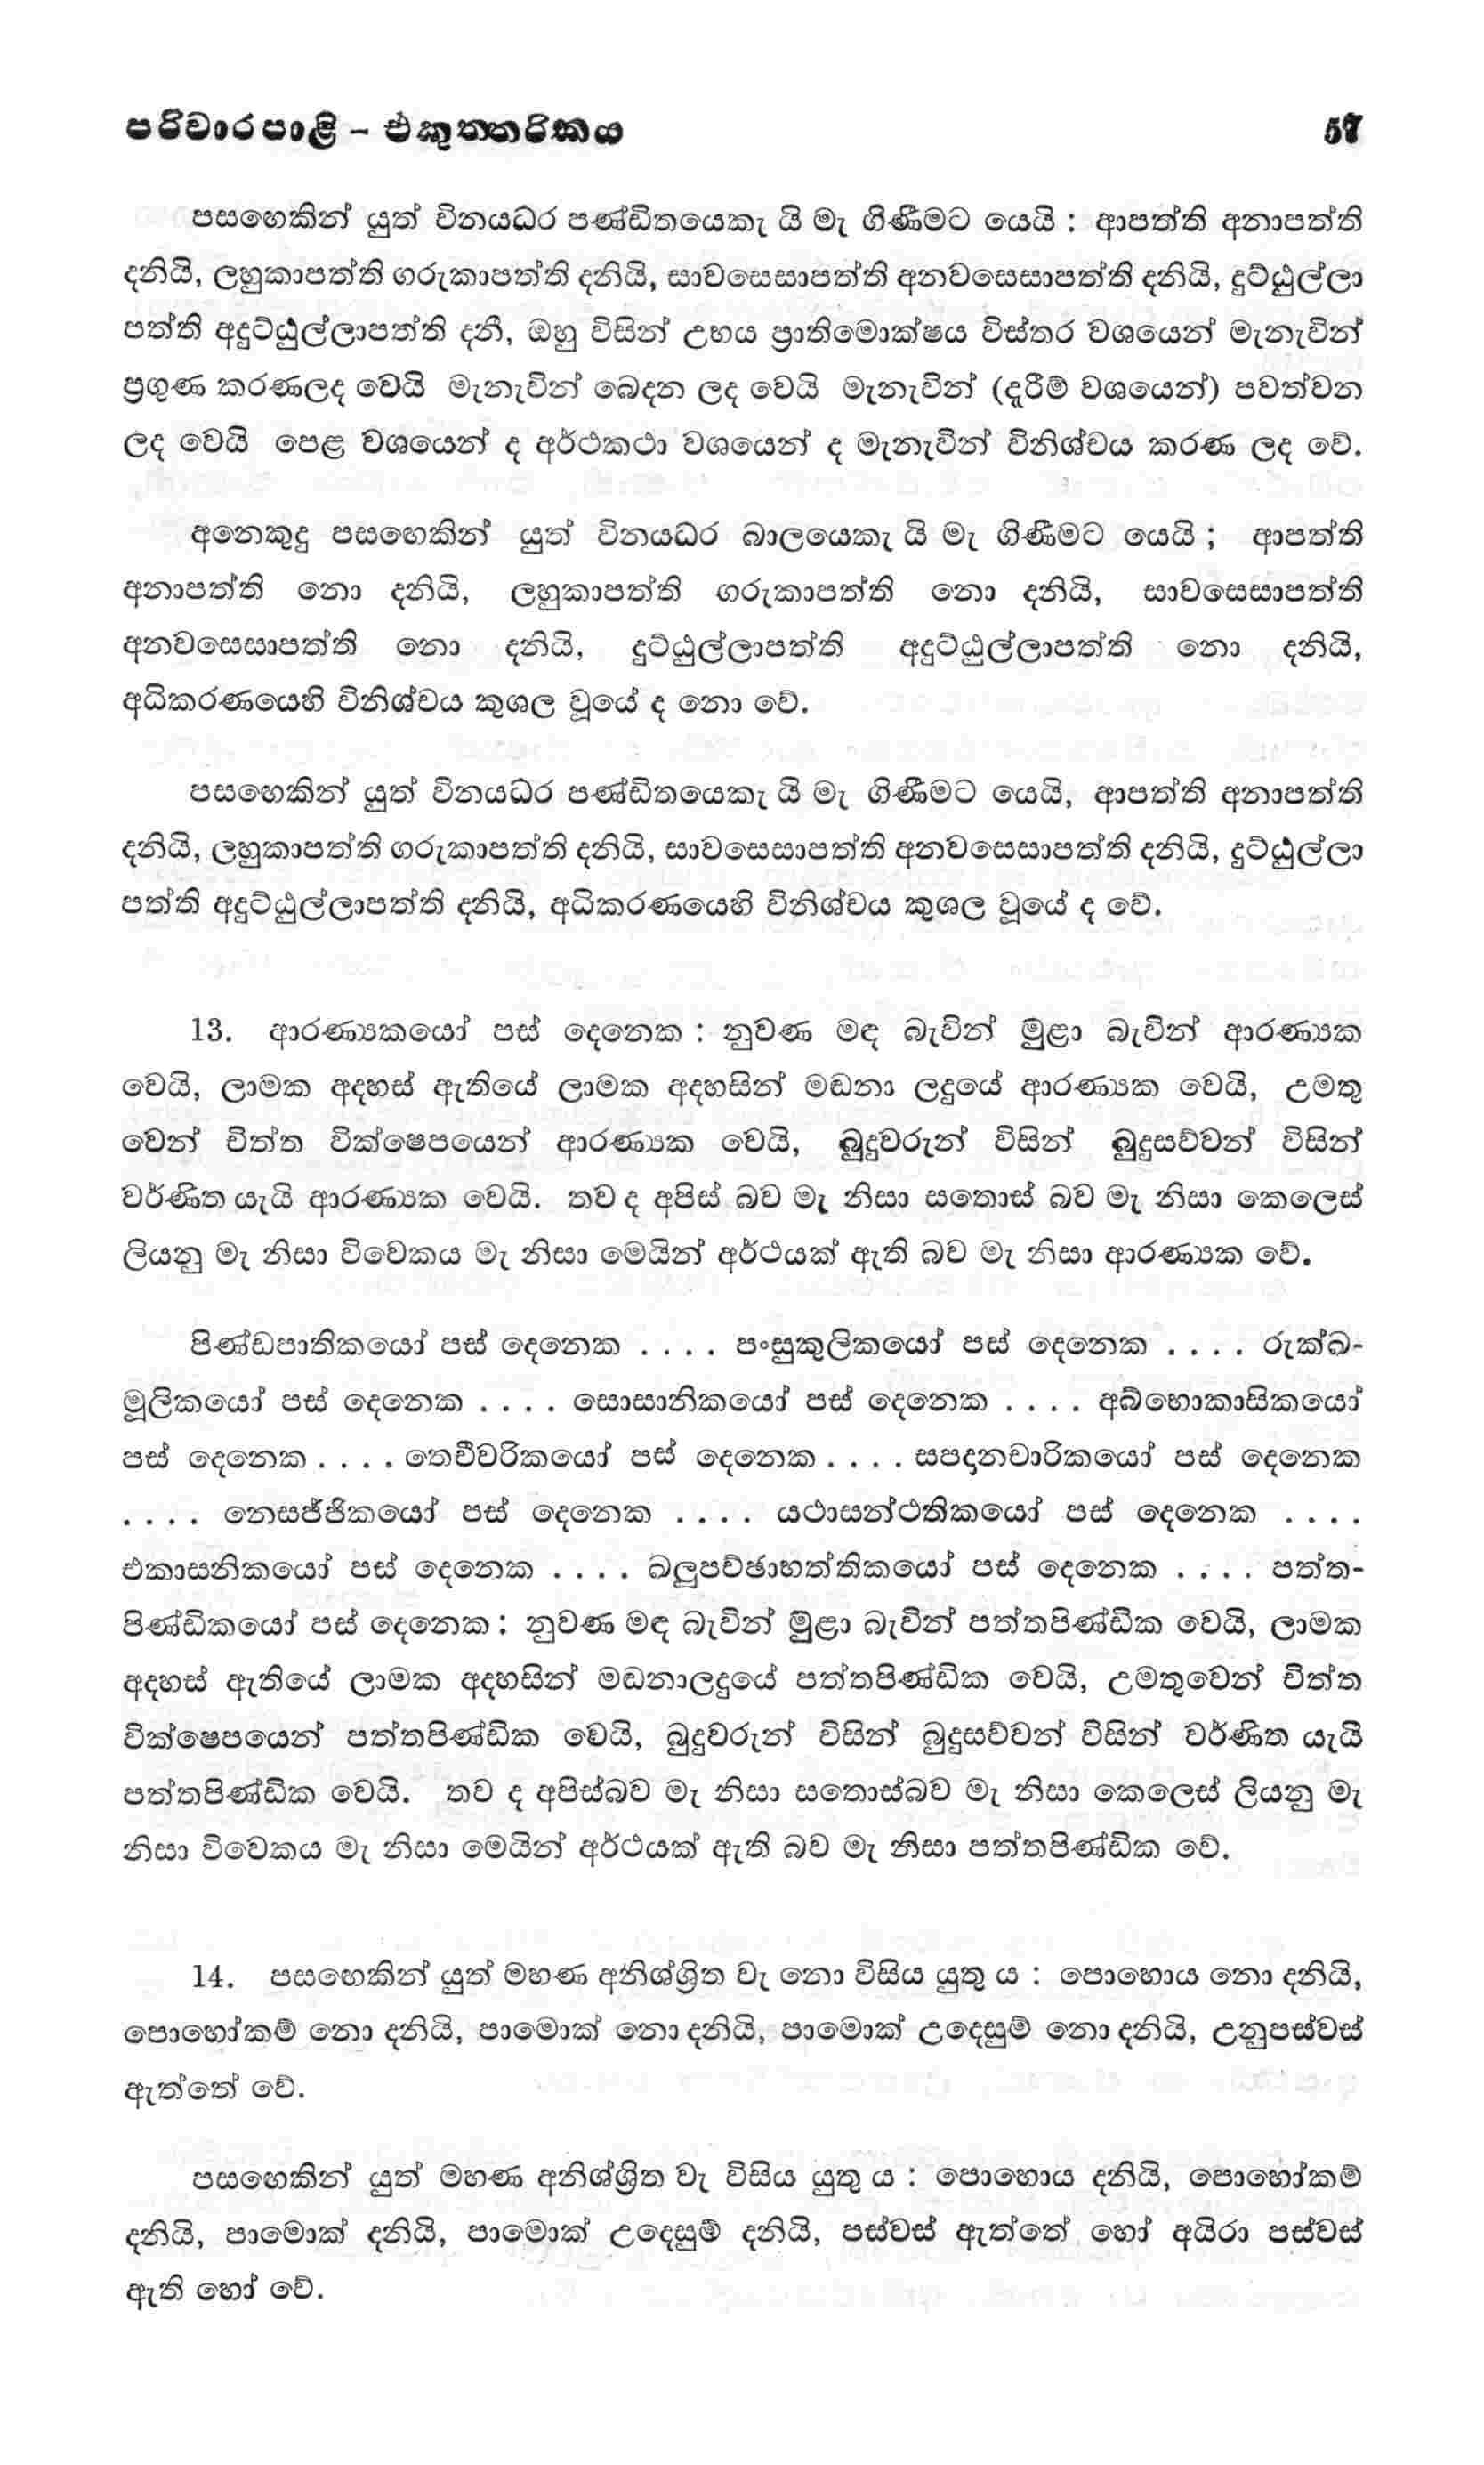 පරිවාරපාළි – එකුත්තරිකය 57
පසඟෙකින් යුත් විනයධර පණ්ඩිතයෙකැ යි මැ ගිණීමට යෙයි : ආපත්ති අනාපත්ති
දනියි, ලහුකාපත්ති ගරුකාපත්ති දනියි, සාවසෙසාපත්ති අනවසෙසාපත්ති දනියි, දුට්ඨුල්ලා
පත්ති අදුට්ඨුල්ලාපත්ති දනී, ඔහු විසින් උභය ප්‍රාතිමොක්ෂය විස්තර වශයෙන් මැනැවින්
ප්‍රගුණ කරණලද වෙයි මැනැවින් බෙදන ලද වෙයි මැනැවින් (දැරීම් වශයෙන්) පවත්වන
ලද වෙයි පෙළ වශයෙන් ද අර්ථකථා වශයෙන් ද මැනැවින් විනිශ්චය කරණ ලද වේ.
අනෙකුදු පසඟෙකින් යුත් විනයධර බාලයෙකැ යි මැ ගිණීමට යෙයි ; ආපත්ති
අනාපත්ති නො දනියි, ලහුකාපත්ති ගරුකාපත්ති නො දනියි, සාවසෙසාපත්ති
අනවසෙසාපත්ති නො දනියි, දුට්ඨුල්ලාපත්ති අදුට්ඨුල්ලාපත්ති නො දනියි,
අධිකරණයෙහි විනිශ්චය කුශල වූයේ ද නො වේ.
පසඟෙකින් යුත් විනයධර පණ්ඩිතයෙකැ යි මැ ගිණීමට යෙයි, ආපත්ති අනාපත්ති
දනියි, ලහුකාපත්ති ගරුකාපත්ති දනියි, සාවසෙසාපත්ති අනවසෙසාපත්ති දනියි, දුට්ඨුල්ලා
පත්ති අදුට්ඨුල්ලාපත්ති දනියි, අධිකරණයෙහි විනිශ්චය කුශල වූයේ ද වේ.
13. ආරණ්‍යකයෝ පස් දෙනෙක : නුවණ මඳ බැවින් මුළා බැවින් ආරණ්‍යක
වෙයි, ලාමක අදහස් ඇතියේ ලාමක අදහසින් මඬනා ලදුයේ ආරණ්‍යක වෙයි, උමතු
වෙන් චිත්ත වික්ෂෙපයෙන් ආරණ්‍යක වෙයි, බුදුවරුන් විසින් බුදුසව්වන් විසින්
වර්ණිත යැයි ආරණ්‍යක වෙයි. තව ද අපිස් බව මැ නිසා සතොස් බව මැ නිසා කෙලෙස්
ලියනු මැ නිසා විවෙකය මැ නිසා මෙයින් අර්ථයක් ඇති බව මැ නිසා ආරණ්‍යක වේ.
පිණ්ඩපාතිකයෝ පස් දෙනෙක . . . . පංසුකූලිකයෝ පස් දෙනෙක . . . . රුක්ඛ-
මූලිකයෝ පස් දෙනෙක . . . . සොසානිකයෝ පස් දෙනෙක . . . . අබ්භොකාසිකයෝ
පස් දෙනෙක . . . . තෙචීවරිකයෝ පස් දෙනෙක . . . . සපදානචාරිකයෝ පස් දෙනෙක
. . . . නෙසජ්ජිකයෝ පස් දෙනෙක . . . . යථාසන්ථතිකයෝ පස් දෙනෙක . . . .
එකාසනිකයෝ පස් දෙනෙක . . . . ඛලුපච්ඡාභත්තිකයෝ පස් දෙනෙක . . . . පත්ත-
පිණ්ඩිකයෝ පස් දෙනෙක : නුවණ මඳ බැවින් මුළා බැවින් පත්තපිණ්ඩික වෙයි, ලාමක
අදහස් ඇතියේ ලාමක අදහසින් මඬනාලදුයේ පත්තපිණ්ඩික වෙයි, උමතුවෙන් චිත්ත
වික්ෂෙපයෙන් පත්තපිණ්ඩික වෙයි, බුදුවරුන් විසින් බුදුසව්වන් විසින් වර්ණිත යැයි
පත්තපිණ්ඩික වෙයි. තව ද අපිස්බව මැ නිසා සතොස්බව මැ නිසා කෙලෙස් ලියනු මැ
නිසා විවෙකය මැ නිසා මෙයින් අර්ථයක් ඇති බව මැ නිසා පත්තපිණ්ඩික වේ.
14. පසඟෙකින් යුත් මහණ අනිශ්‍රිත වැ නො විසිය යුතු ය : පොහොය නො දනියි,
පොහෝකම් නො දනියි, පාමොක් නො දනියි, පාමොක් උදෙසුම් නො දනියි, උනුපස්වස්
ඇත්තේ වේ.
පසඟෙකින් යුත් මහණ අනිශ්‍රිත වැ විසිය යුතු ය : පොහොය දනියි, පොහෝකම්
දනියි, පාමොක් දනියි, පාමොක් උදෙසුම් දනියි, පස්වස් ඇත්තේ හෝ අයිරා පස්වස්
ඇති හෝ වේ.